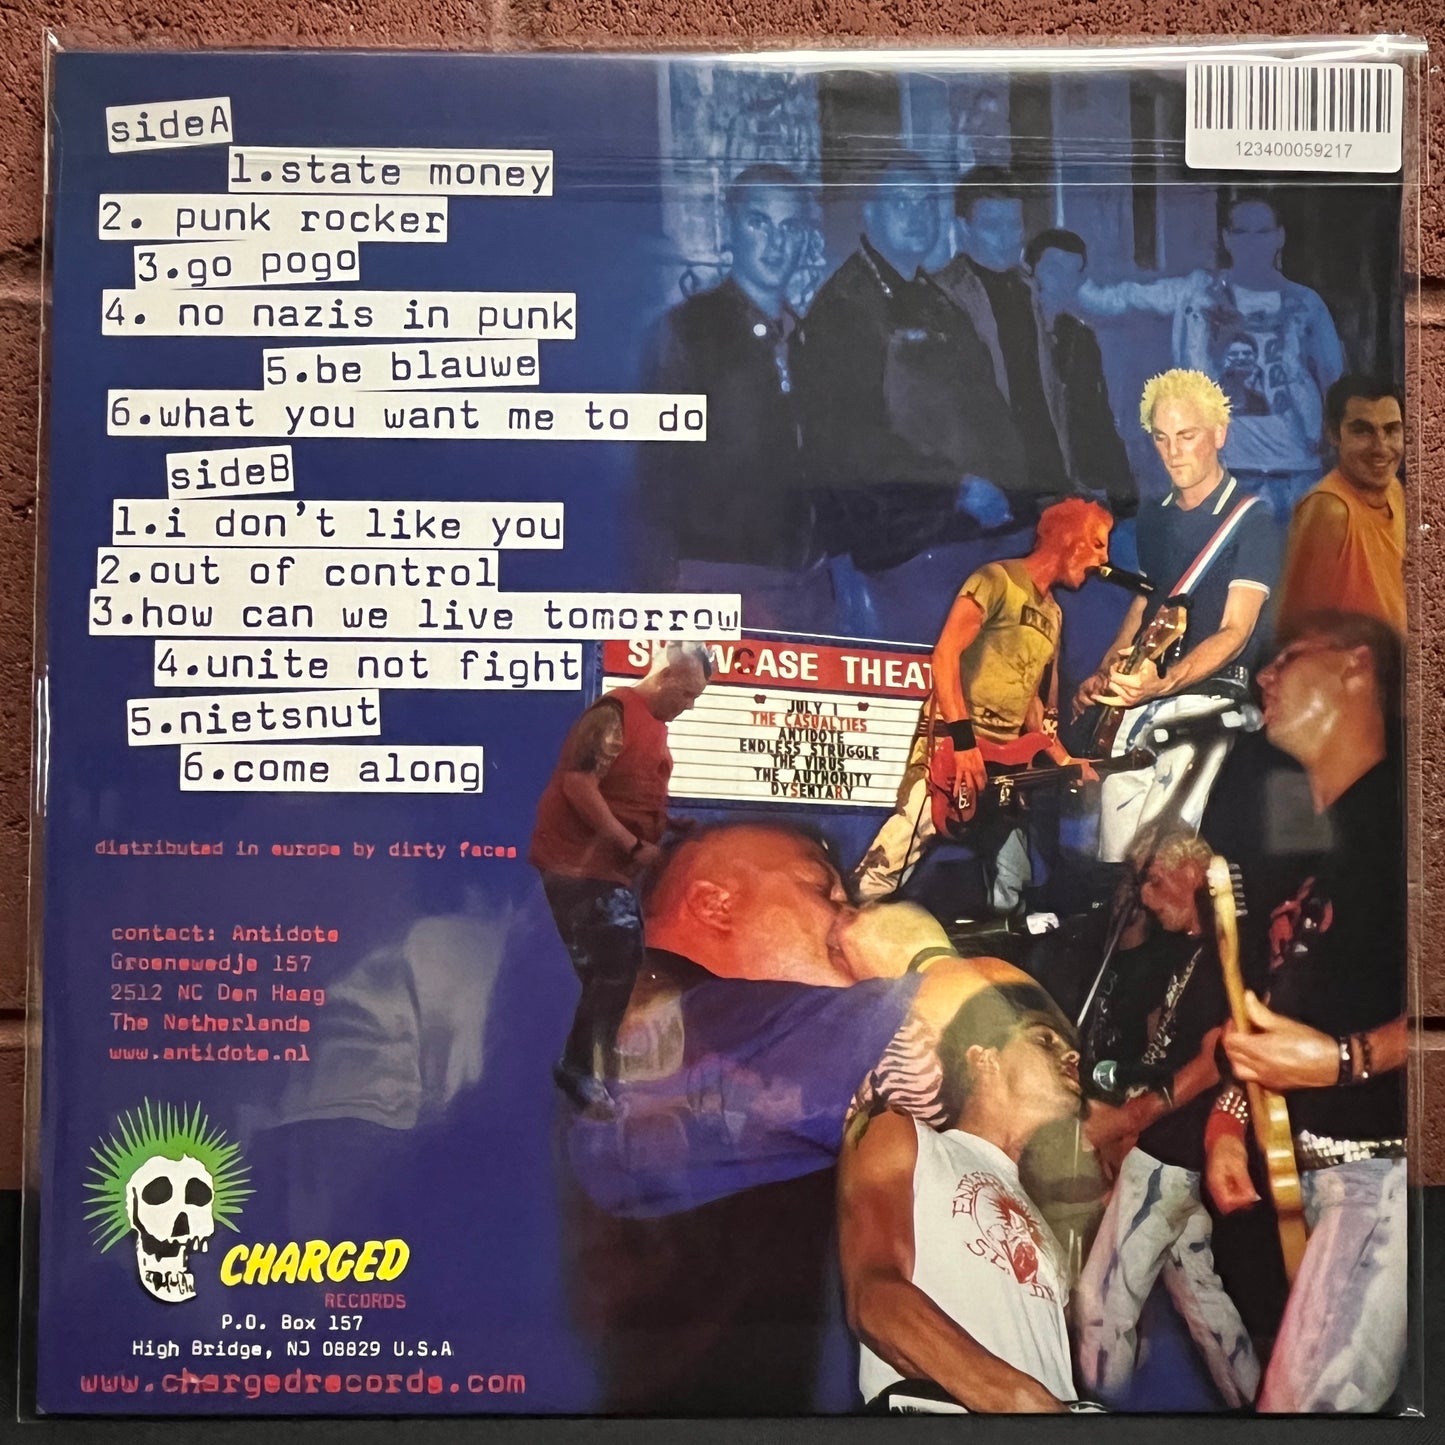 123400059217
sideA
1.state money
2. punk rocker
3.go pogo
4. no nazis in punk
5.be blauwe
6.what you want me to do
sideB
1.i don't like you
2.out of control
3.how can we live tomorrow
4.unite not fight
5.nietsnut
6.come along
SHOWCASE THEAT
JULY 1
THE CASUALTIES
ANTIDOTE
ENDLESS STRUGGLE
THE VIRUS
THE AUTHORITY
DYSENTARY
distributed in europe by dirty faces
contact: Antidote
Groenewedje 157
2512 NC Den Haag
The Netherlands
www.antidote.nl
CHARGED
RECORDS
P.O. Box 157
High Bridge, NJ 08829 U.S.A
www.chargedrecords.com